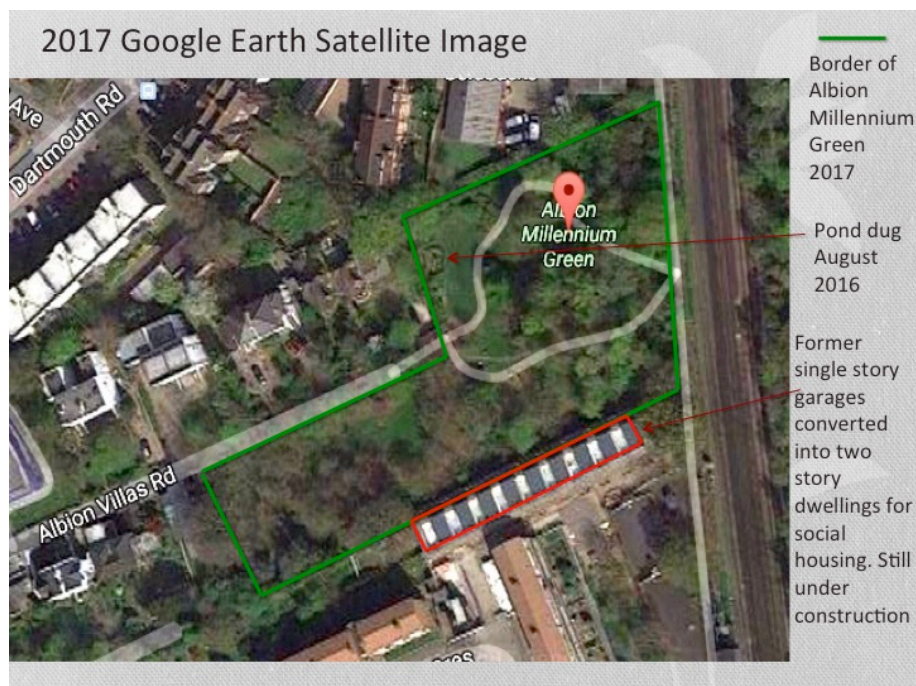 2017 Google Earth Satellite Image
Border of
Albion
Millennium
Green
2017
Ave
Dartmouth Rd
Albion
Millennium
Green
Pond dug
August
2016
Former
single story
garages
converted
into two
story
dwellings for
social
housing. Still
under
construction
Albion Villas Rd